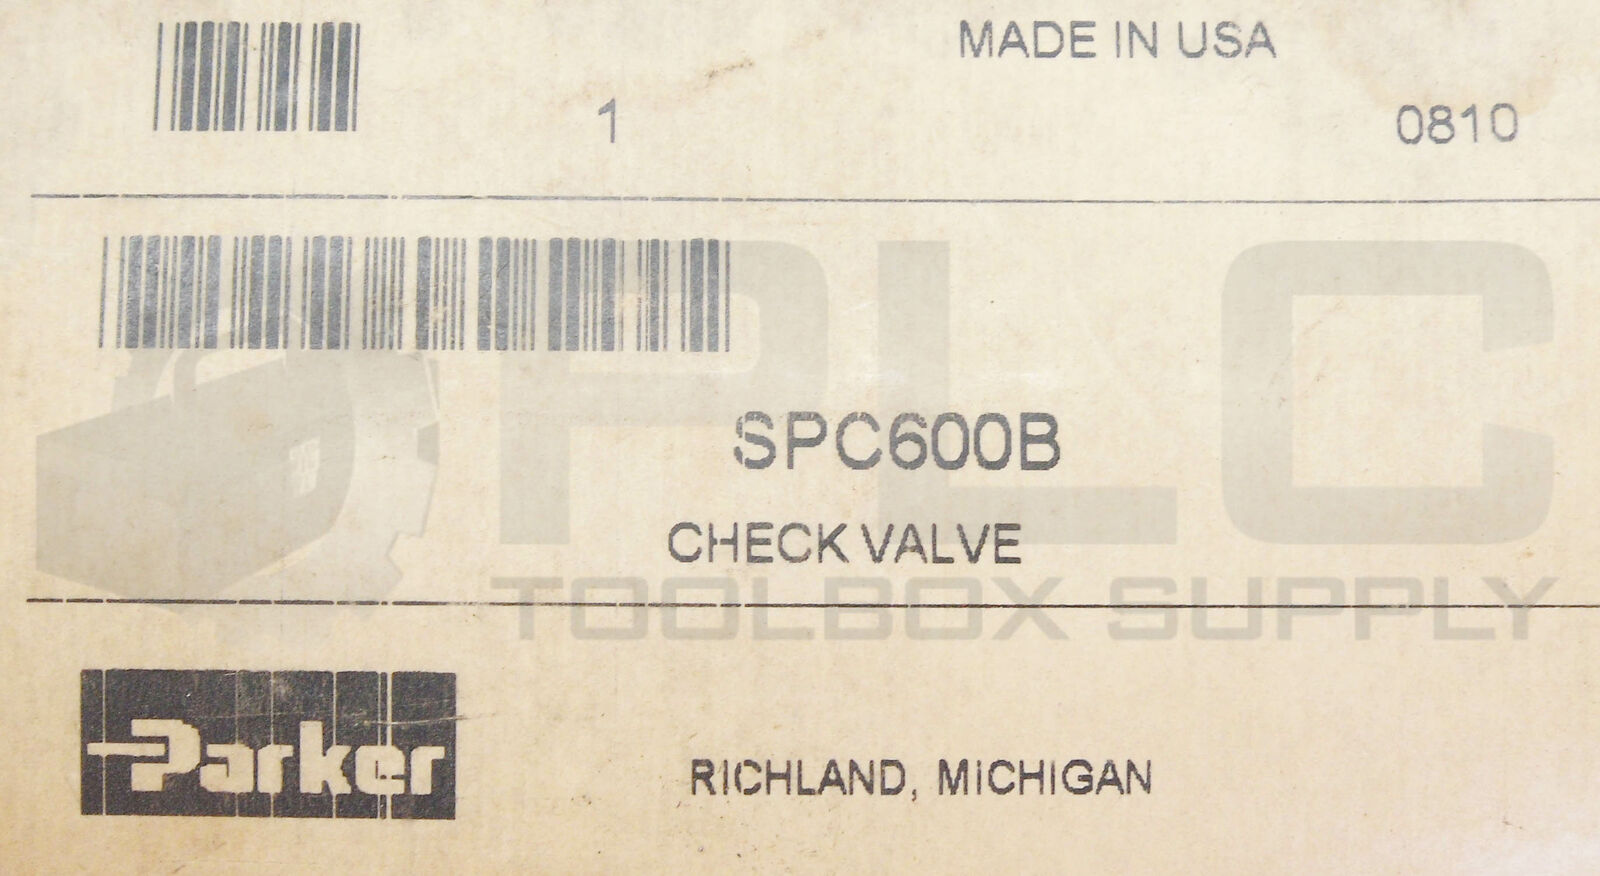 MADE IN USA
1
0810
SPC600B
CHECK VALVE
Parker
RICHLAND, MICHIGAN
PLC
TOOLBOX SUPPLY